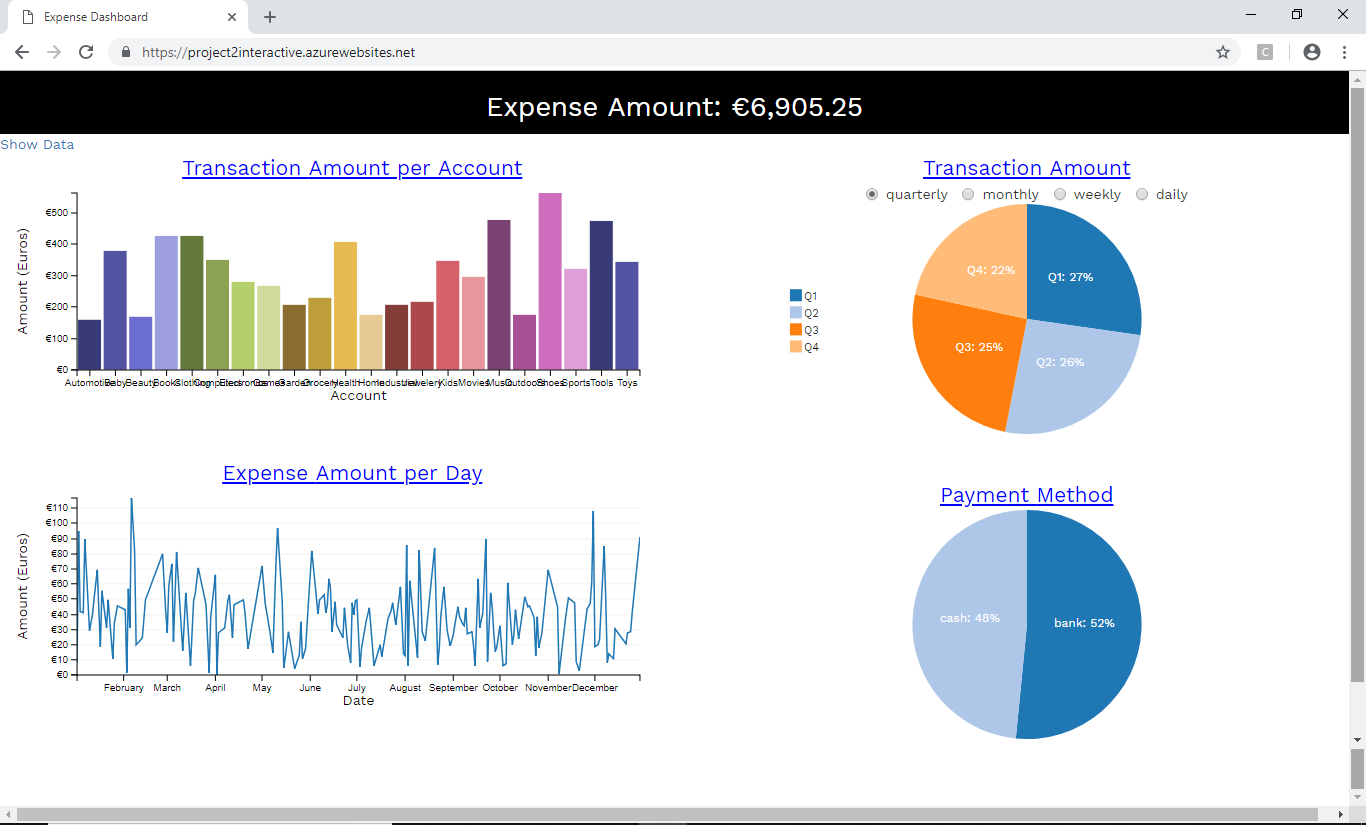 Expense Dashboard
https://project2interactive.azurewebsites.net
C
Expense Amount: €6,905.25
Show Data
Transaction Amount per Account
Amount (Euros)
€500
€400
€300
€200
€100
€0
Automotive Baby Beauty Books Clothing Computers Electronics Games Garden Grocery Health Home Industrial Jewelery Kids Movies Music Outdoors Shoes Sports Tools Toys
Account
Transaction Amount
quarterly monthly weekly daily
Q1
Q2
Q3
Q4
Q4: 22%
Q1: 27%
Q3: 25%
Q2: 26%
Expense Amount per Day
Amount (Euros)
€110
€100
€90
€80
€70
€60
€50
€40
€30
€20
€10
€0
February March April May June July August September October November December
Date
Payment Method
cash: 48%
bank: 52%